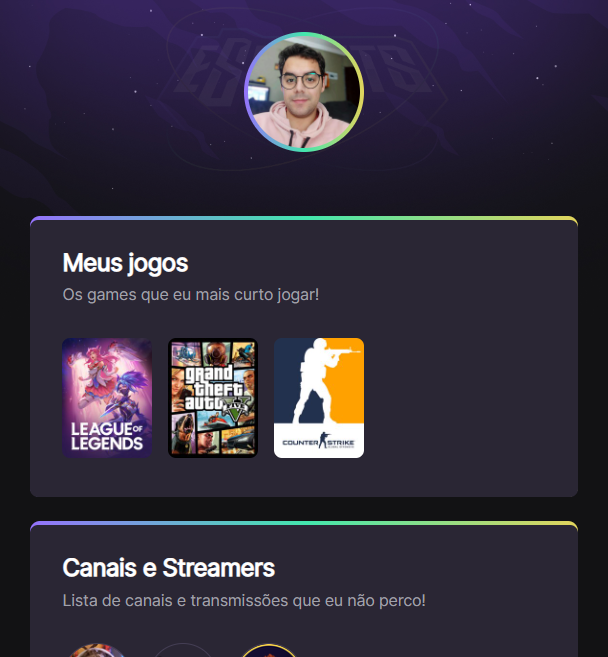 ESPORTS
Meus jogos
Os games que eu mais curto jogar!
LEAGUE OF
LEGENDS
grand
theft
auto
V
COUNTER STRIKE
Canais e Streamers
Lista de canais e transmissões que eu não perco!